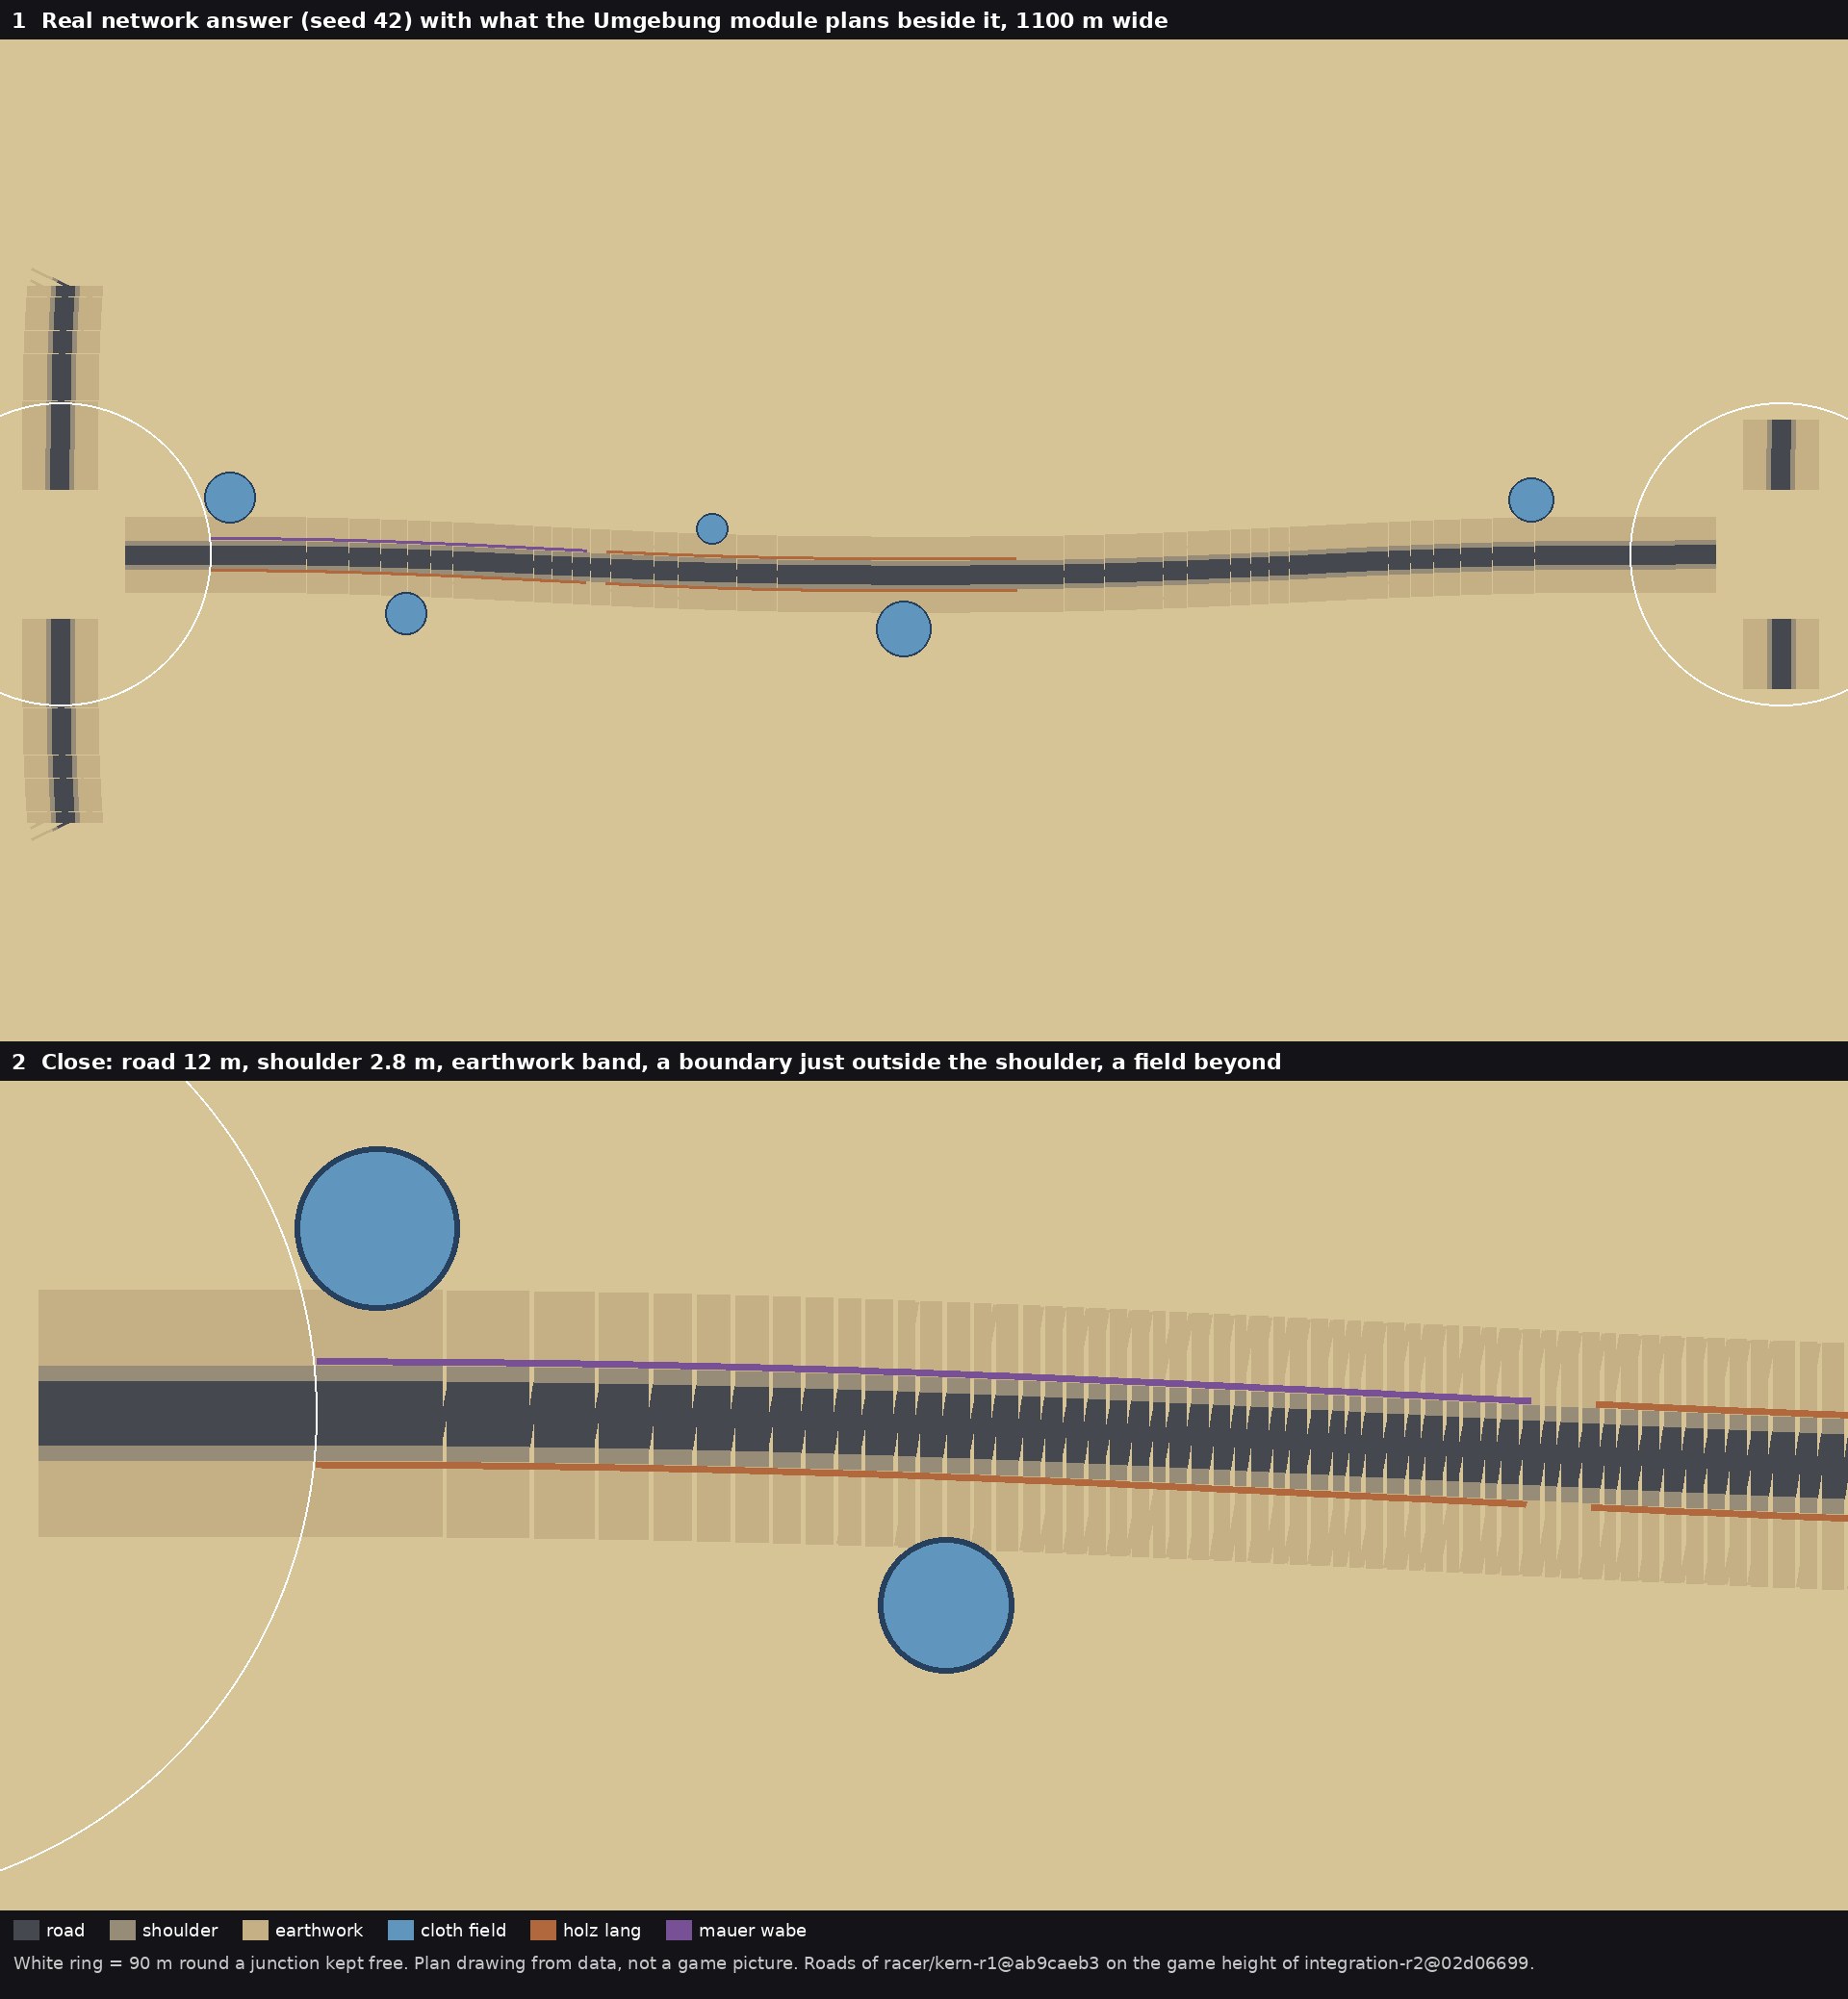 1 Real network answer (seed 42) with what the Umgebung module plans beside it, 1100 m wide
2 Close: road 12 m, shoulder 2.8 m, earthwork band, a boundary just outside the shoulder, a field beyond
road shoulder earthwork cloth field holz lang mauer wabe
White ring = 90 m round a junction kept free. Plan drawing from data, not a game picture. Roads of racer/kern-r1@ab9caeb3 on the game height of integration-r2@02d06699.